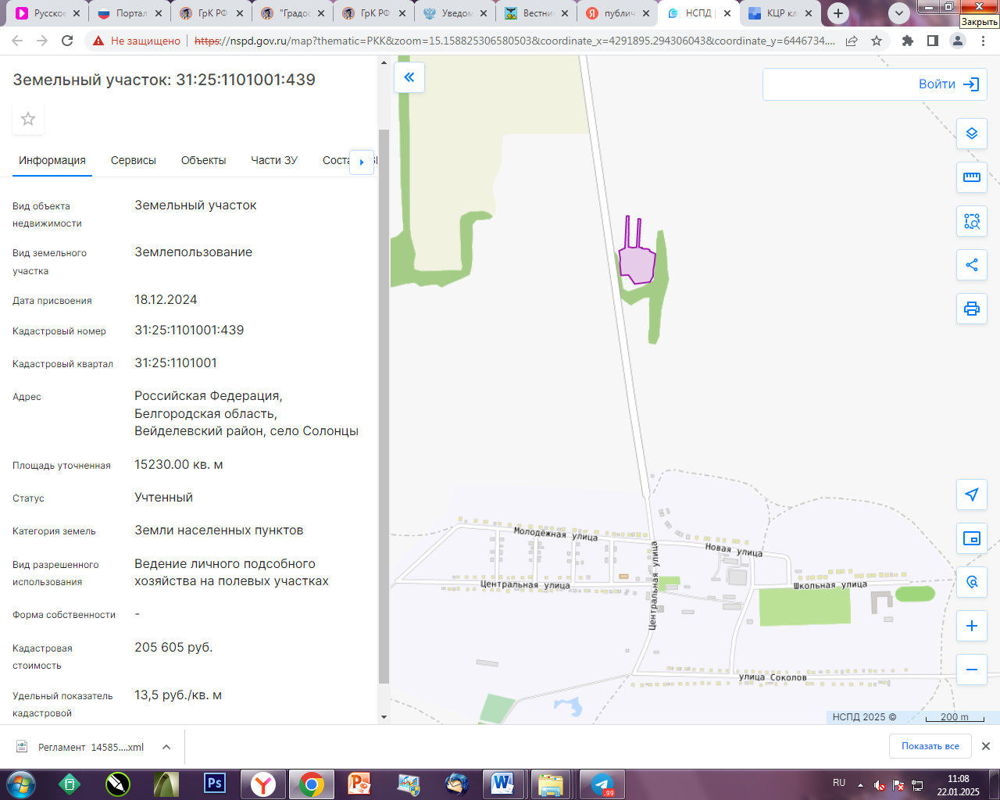 Русское
Портал
ГрК РФ
"Градос
ГрК РФ
Уведом
Вестни
публич
НСПД |
КЦР кл
Закрыть
Не защищено
https://nspd.gov.ru/map?thematic=PKK&zoom=15.158825306580503&coordinate_x=4291895.294306043&coordinate_y=6446734....
Земельный участок: 31:25:1101001:439
Войти
Информация
Сервисы
Объекты
Части ЗУ
Соста
Вид объекта недвижимости
Земельный участок
Вид земельного участка
Землепользование
Дата присвоения
18.12.2024
Кадастровый номер
31:25:1101001:439
Кадастровый квартал
31:25:1101001
Адрес
Российская Федерация,
Белгородская область,
Вейделевский район, село Солонцы
Площадь уточненная
15230.00 кв. м
Статус
Учтенный
Категория земель
Земли населенных пунктов
Вид разрешенного использования
Ведение личного подсобного
хозяйства на полевых участках
Форма собственности
-
Кадастровая стоимость
205 605 руб.
Удельный показатель кадастровой
13,5 руб./кв. м
Молодёжная улица
Новая улица
Центральная улица
Центральная улица
Школьная улица
улица Соколов
НСПД 2025 ©
200 m
Регламент 14585....xml
Показать все
Ps
.99
RU
11:08
22.01.2025